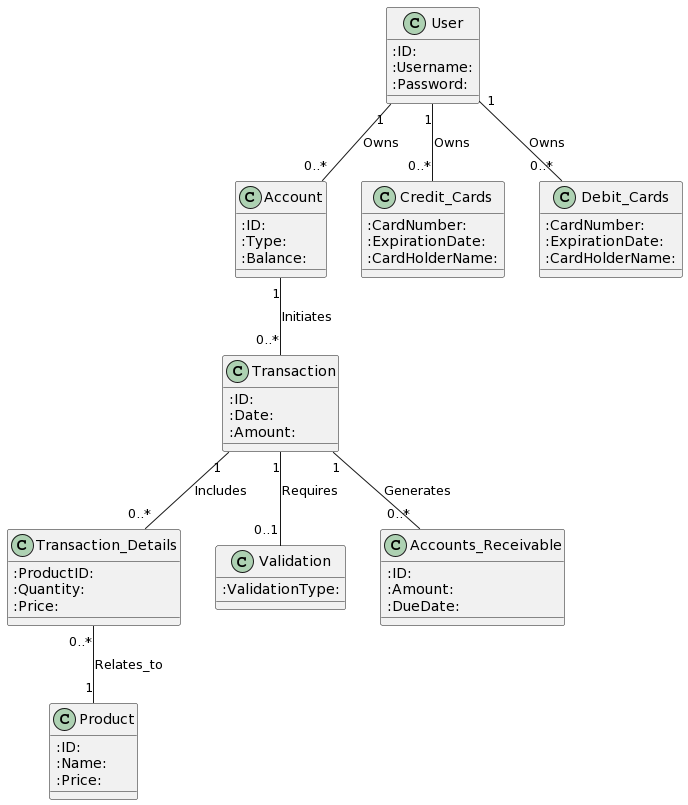 C User
:ID:
:Username:
:Password:
1 1 1
Owns Owns Owns
0..* 0..* 0..*
C Account
:ID:
:Type:
:Balance:
C Credit_Cards
:CardNumber:
:ExpirationDate:
:CardHolderName:
C Debit_Cards
:CardNumber:
:ExpirationDate:
:CardHolderName:
1
Initiates
0..*
C Transaction
:ID:
:Date:
:Amount:
1 1 1
Includes Requires Generates
0..* 0..1 0..*
C Transaction_Details
:ProductID:
:Quantity:
:Price:
C Validation
:ValidationType:
C Accounts_Receivable
:ID:
:Amount:
:DueDate:
0..*
Relates_to
1
C Product
:ID:
:Name:
:Price: